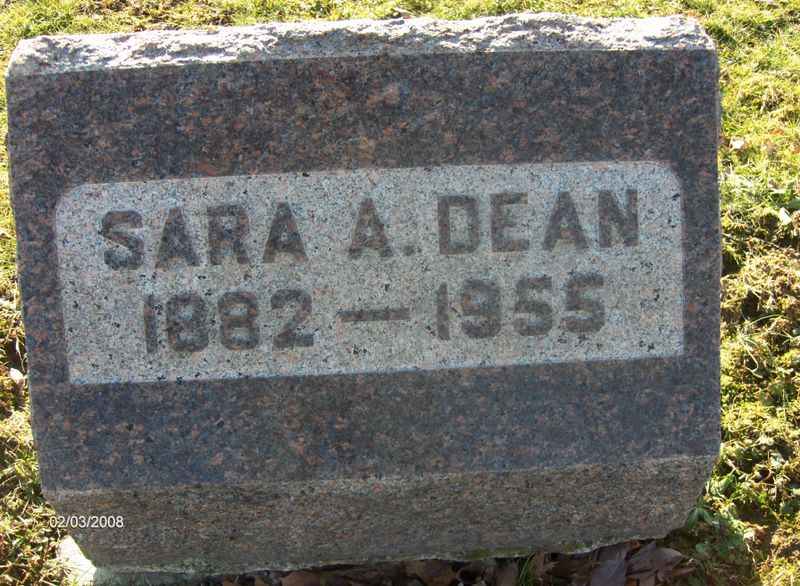 SARA A. DEAN
1882 — 1955
02/03/2008